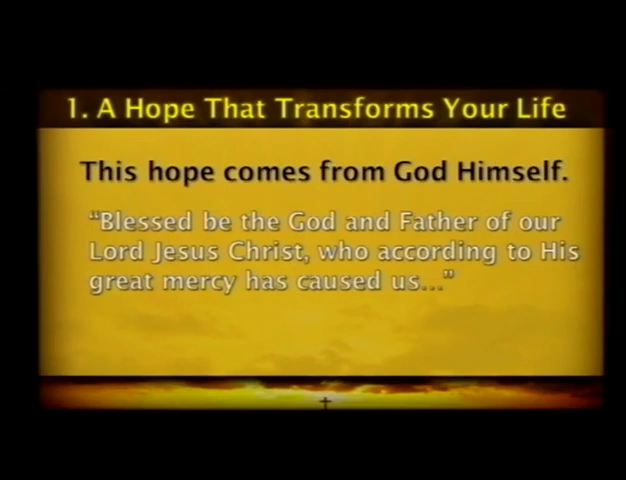 1. A Hope That Transforms Your Life
This hope comes from God Himself.
“Blessed be the God and Father of our
Lord Jesus Christ, who according to His
great mercy has caused us...”